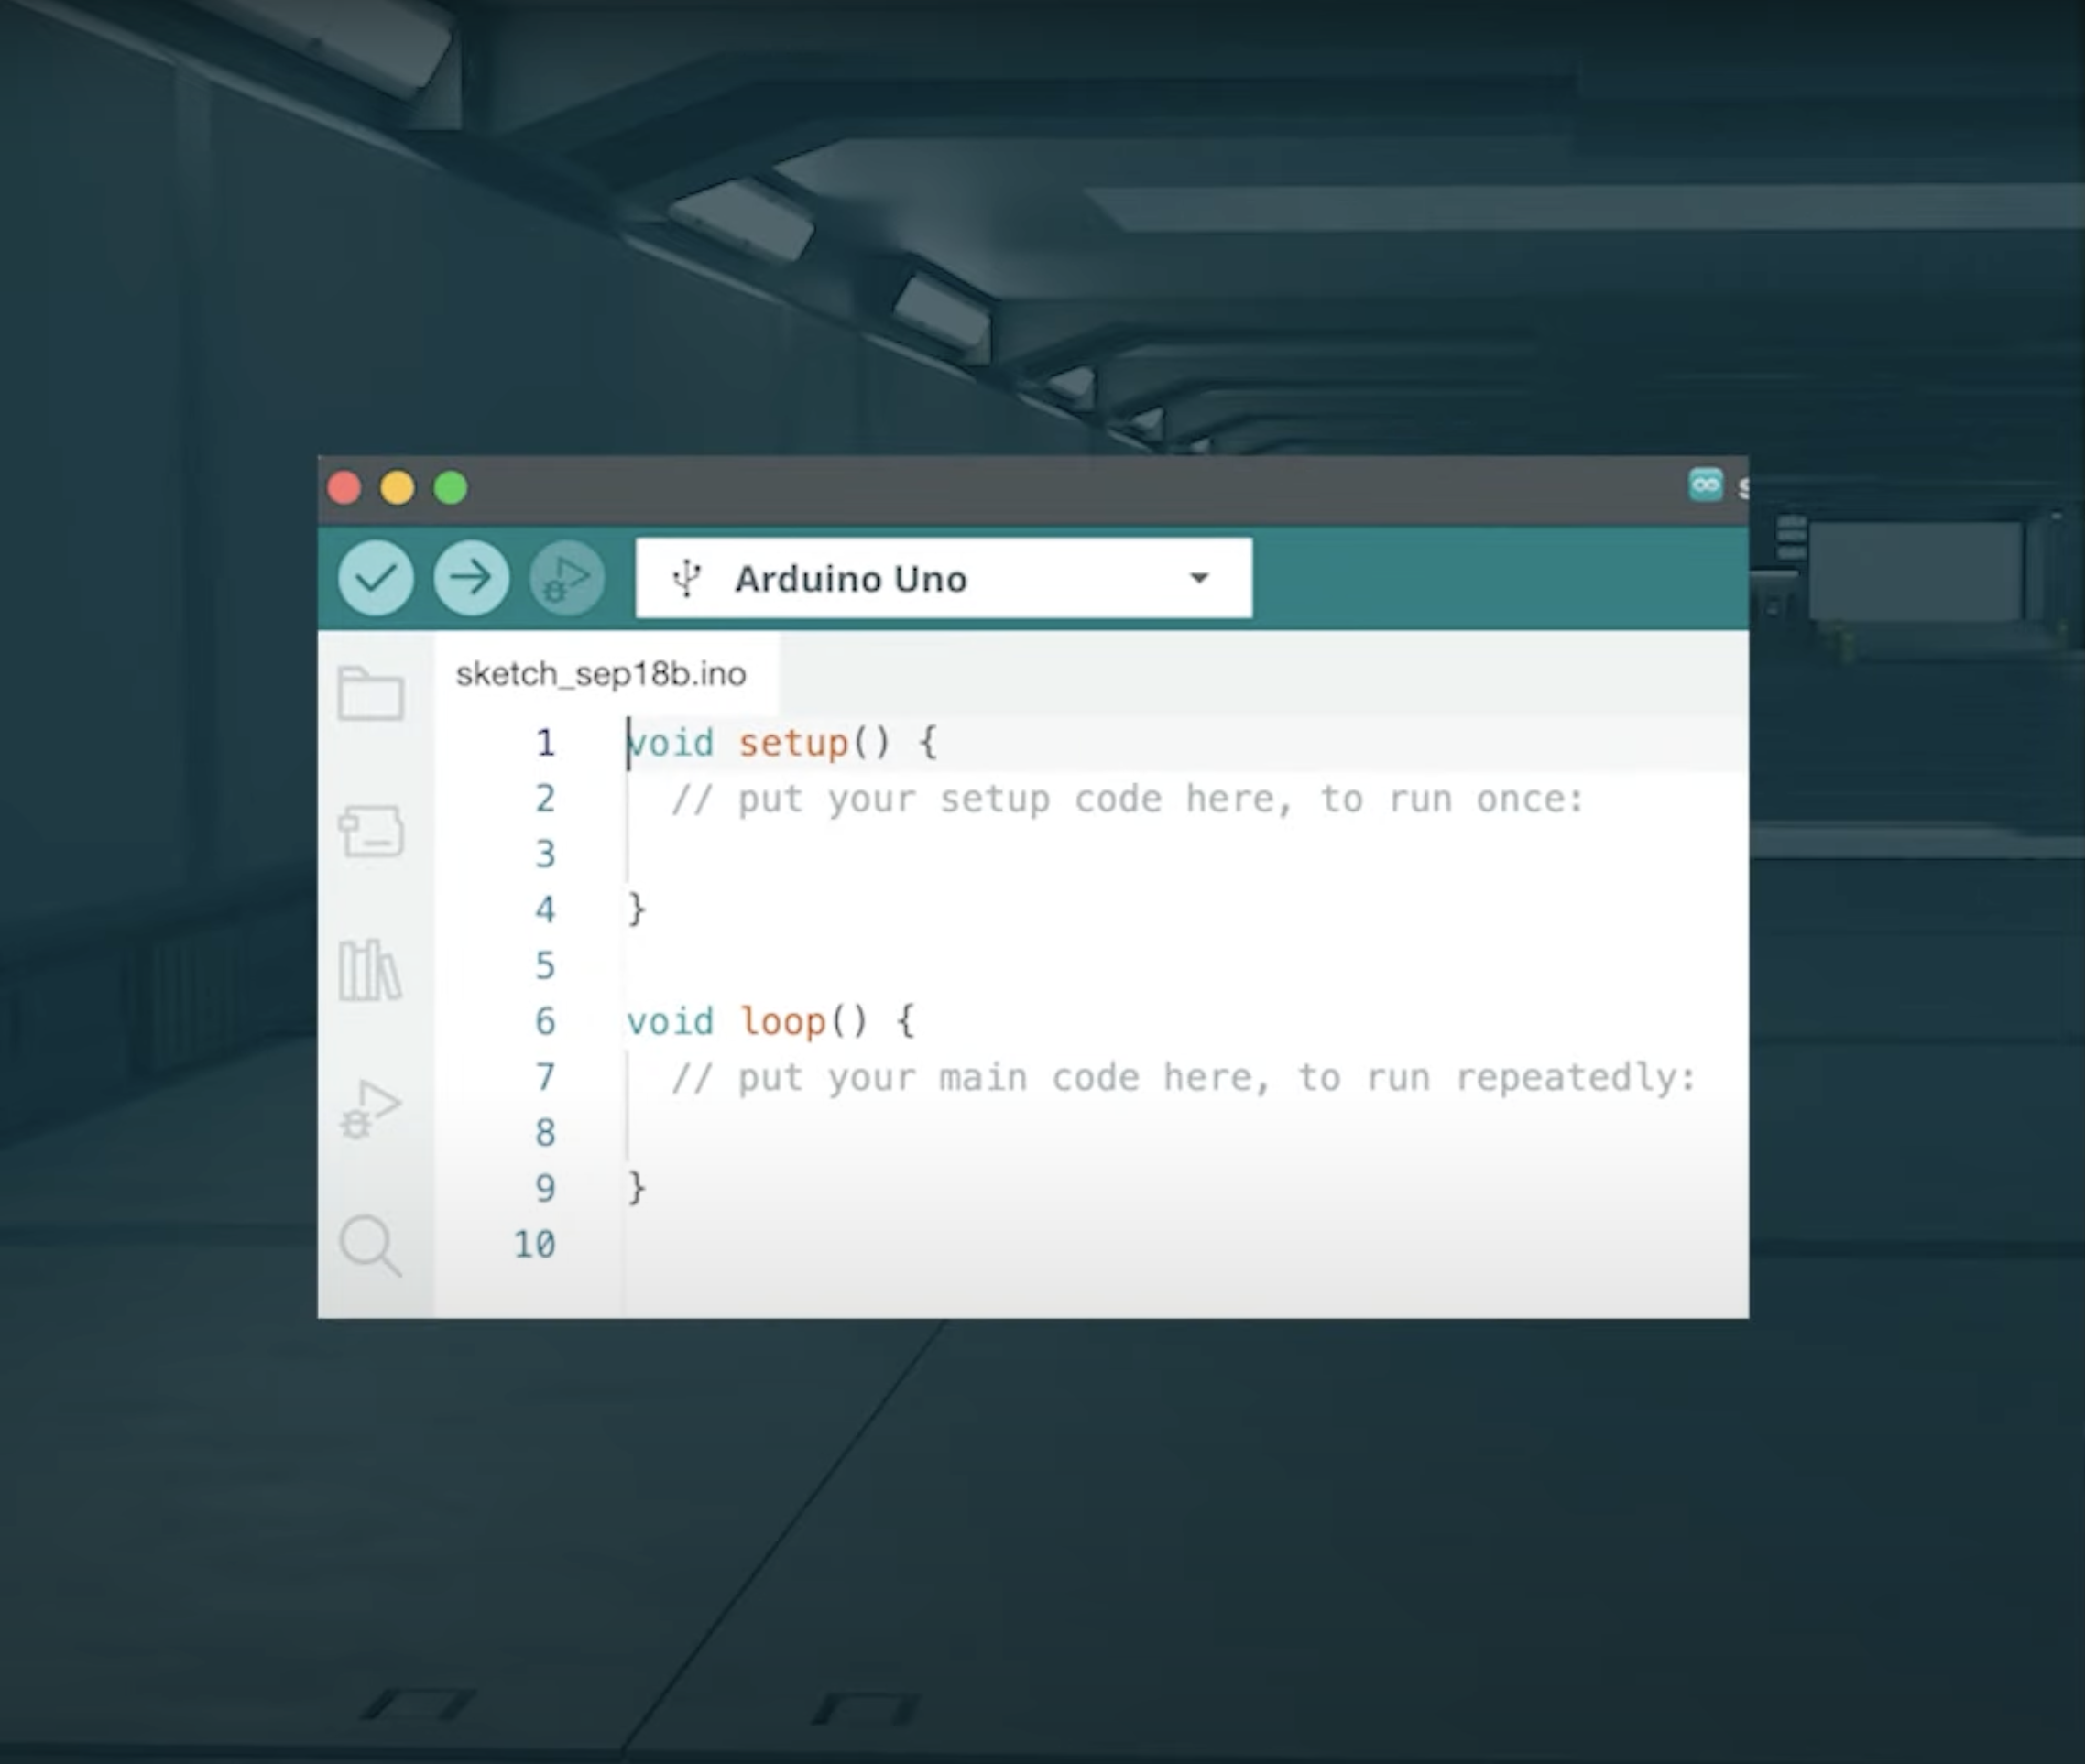 Arduino Uno
sketch_sep18b.ino
1 void setup() {
2 // put your setup code here, to run once:
3
4 }
5
6 void loop() {
7 // put your main code here, to run repeatedly:
8
9 }
10